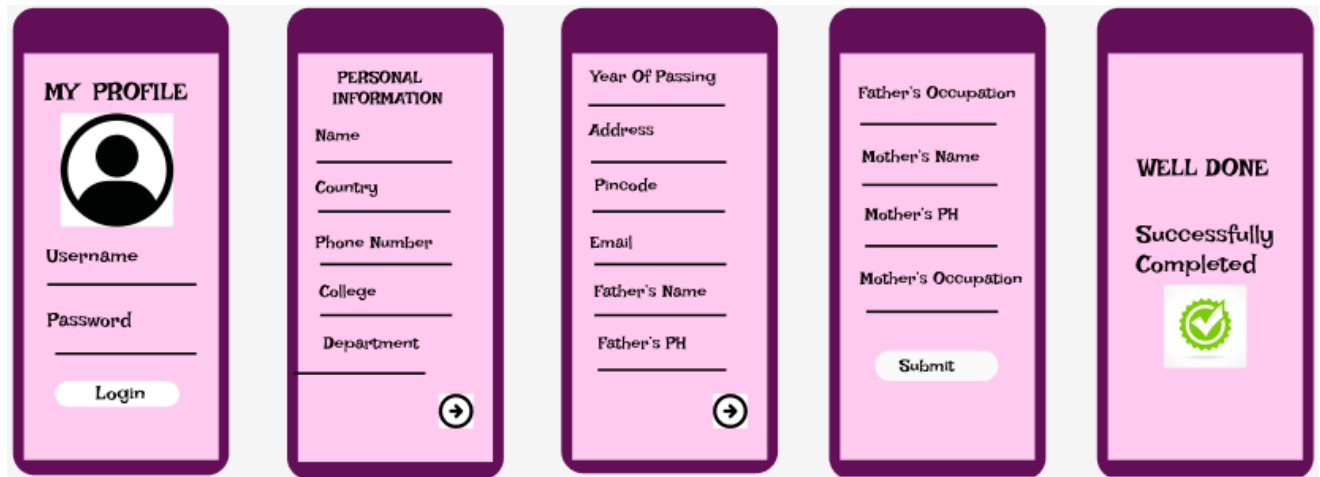 MY PROFILE
Username
Password
Login
PERSONAL
INFORMATION
Name
Country
Phone Number
College
Department
Year Of Passing
Address
Pincode
Email
Father's Name
Father's PH
Father's Occupation
Mother's Name
Mother's PH
Mother's Occupation
Submit
WELL DONE
Successfully
Completed